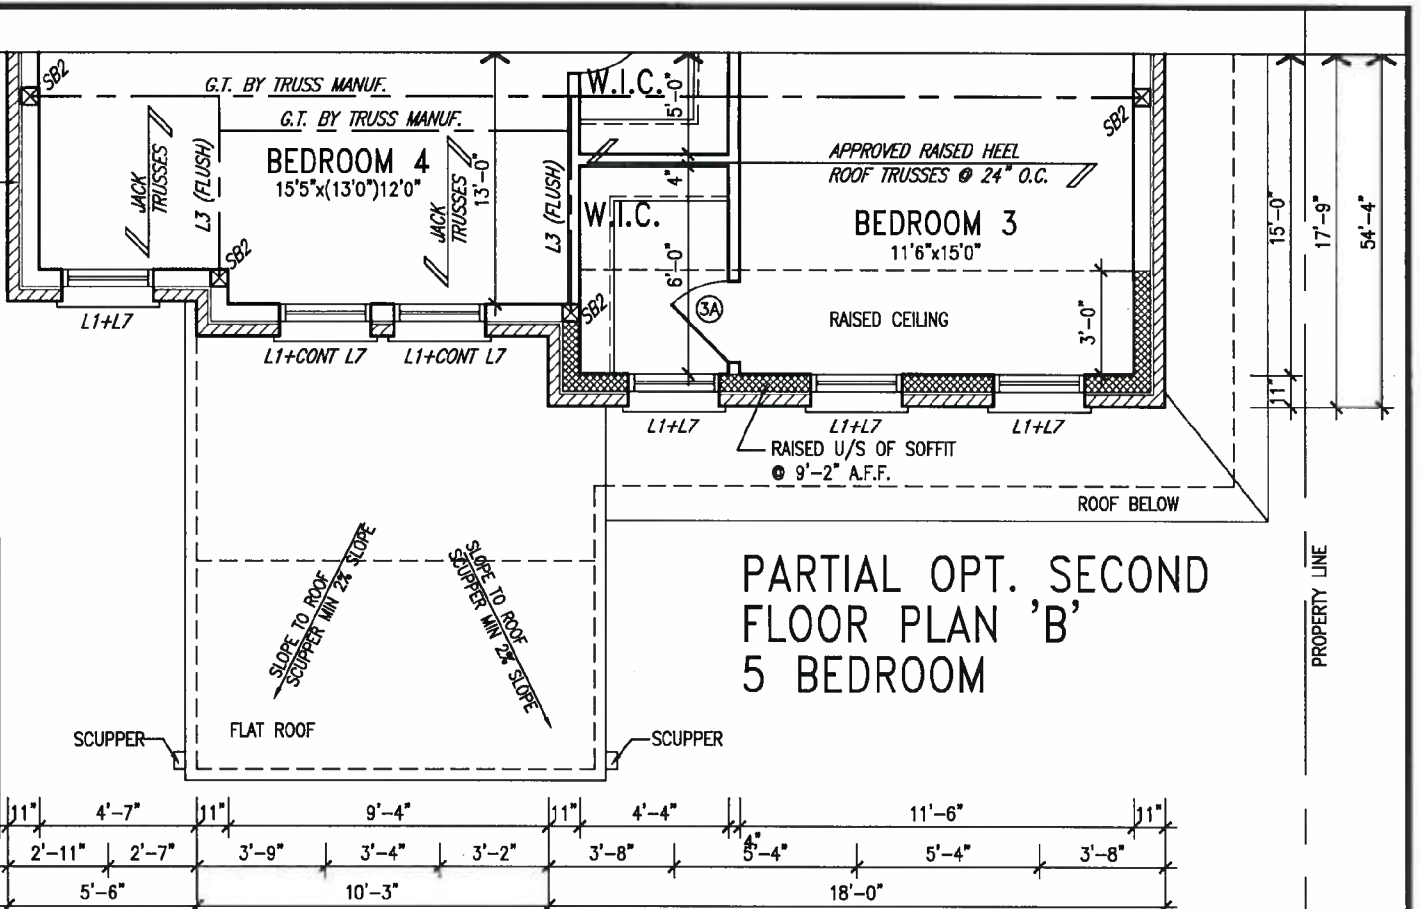 SB2
G.T. BY TRUSS MANUF.
G.T. BY TRUSS MANUF.
W.I.C.
5'-0"
SB2
BEDROOM 4
15'5"x(13'0")12'0"
JACK
TRUSSES
L3 (FLUSH)
JACK
TRUSSES
13'-0"
L3 (FLUSH)
4"
APPROVED RAISED HEEL
ROOF TRUSSES @ 24" O.C.
W.I.C.
BEDROOM 3
11'6"x15'0"
6'-0"
15'-0"
17'-9"
54'-4"
SB2
SB2
3A
RAISED CEILING
3'-0"
11"
L1+L7
L1+CONT L7
L1+CONT L7
L1+L7
L1+L7
L1+L7
RAISED U/S OF SOFFIT
@ 9'-2" A.F.F.
ROOF BELOW
SLOPE TO ROOF
SCUPPER MIN 2% SLOPE
SLOPE TO ROOF
SCUPPER MIN 2% SLOPE
PARTIAL OPT. SECOND
FLOOR PLAN 'B'
5 BEDROOM
PROPERTY LINE
FLAT ROOF
SCUPPER
SCUPPER
11" 4'-7" 11" 9'-4" 11" 4'-4" 4" 11'-6" 11"
2'-11" 2'-7" 3'-9" 3'-4" 3'-2" 3'-8" 5'-4" 5'-4" 3'-8"
5'-6" 10'-3" 18'-0"